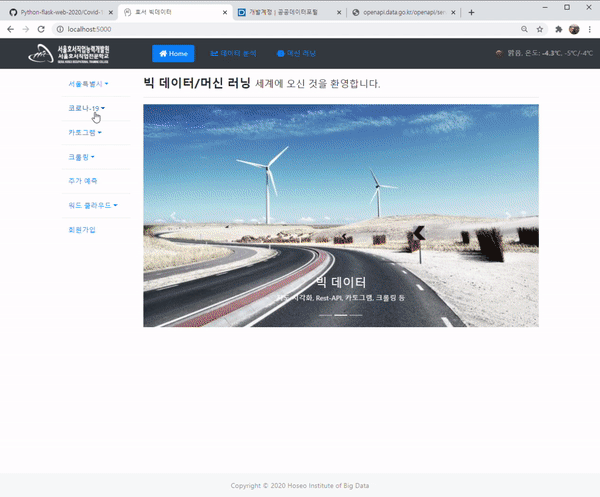 Python-flask-web-2020/Covid-
호서 빅데이터
개발계정 | 공공데이터포털
openapi.data.go.kr/openapi/ser
localhost:5000
서울호서직업능력개발원
서울호서직업전문학교
Home
데이터 분석
머신 러닝
맑음, 온도: -4.3℃, -5℃/-4℃
서울특별시
코로나-19
카토그램
크롤링
주가 예측
워드 클라우드
회원가입
빅 데이터/머신 러닝 세계에 오신 것을 환영합니다.
빅 데이터
지도 시각화, Rest-API, 카토그램, 크롤링 등
Copyright © 2020 Hoseo Institute of Big Data